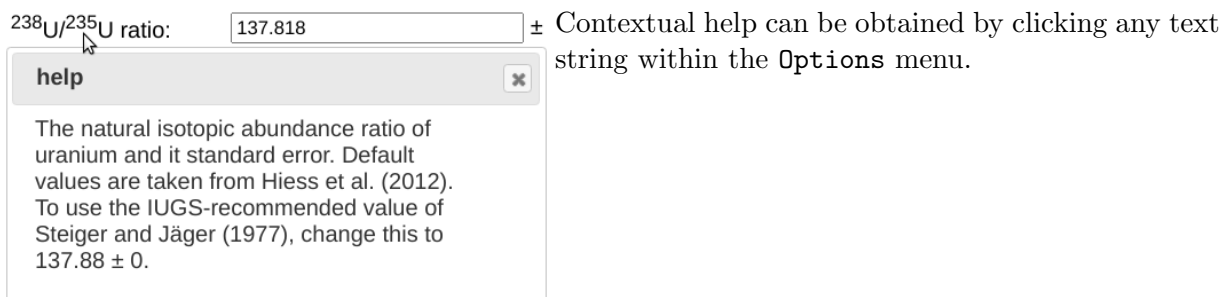 ²³⁸U/²³⁵U ratio: 137.818 ±
help
The natural isotopic abundance ratio of
uranium and it standard error. Default
values are taken from Hiess et al. (2012).
To use the IUGS-recommended value of
Steiger and Jäger (1977), change this to
137.88 ± 0.
Contextual help can be obtained by clicking any text
string within the Options menu.